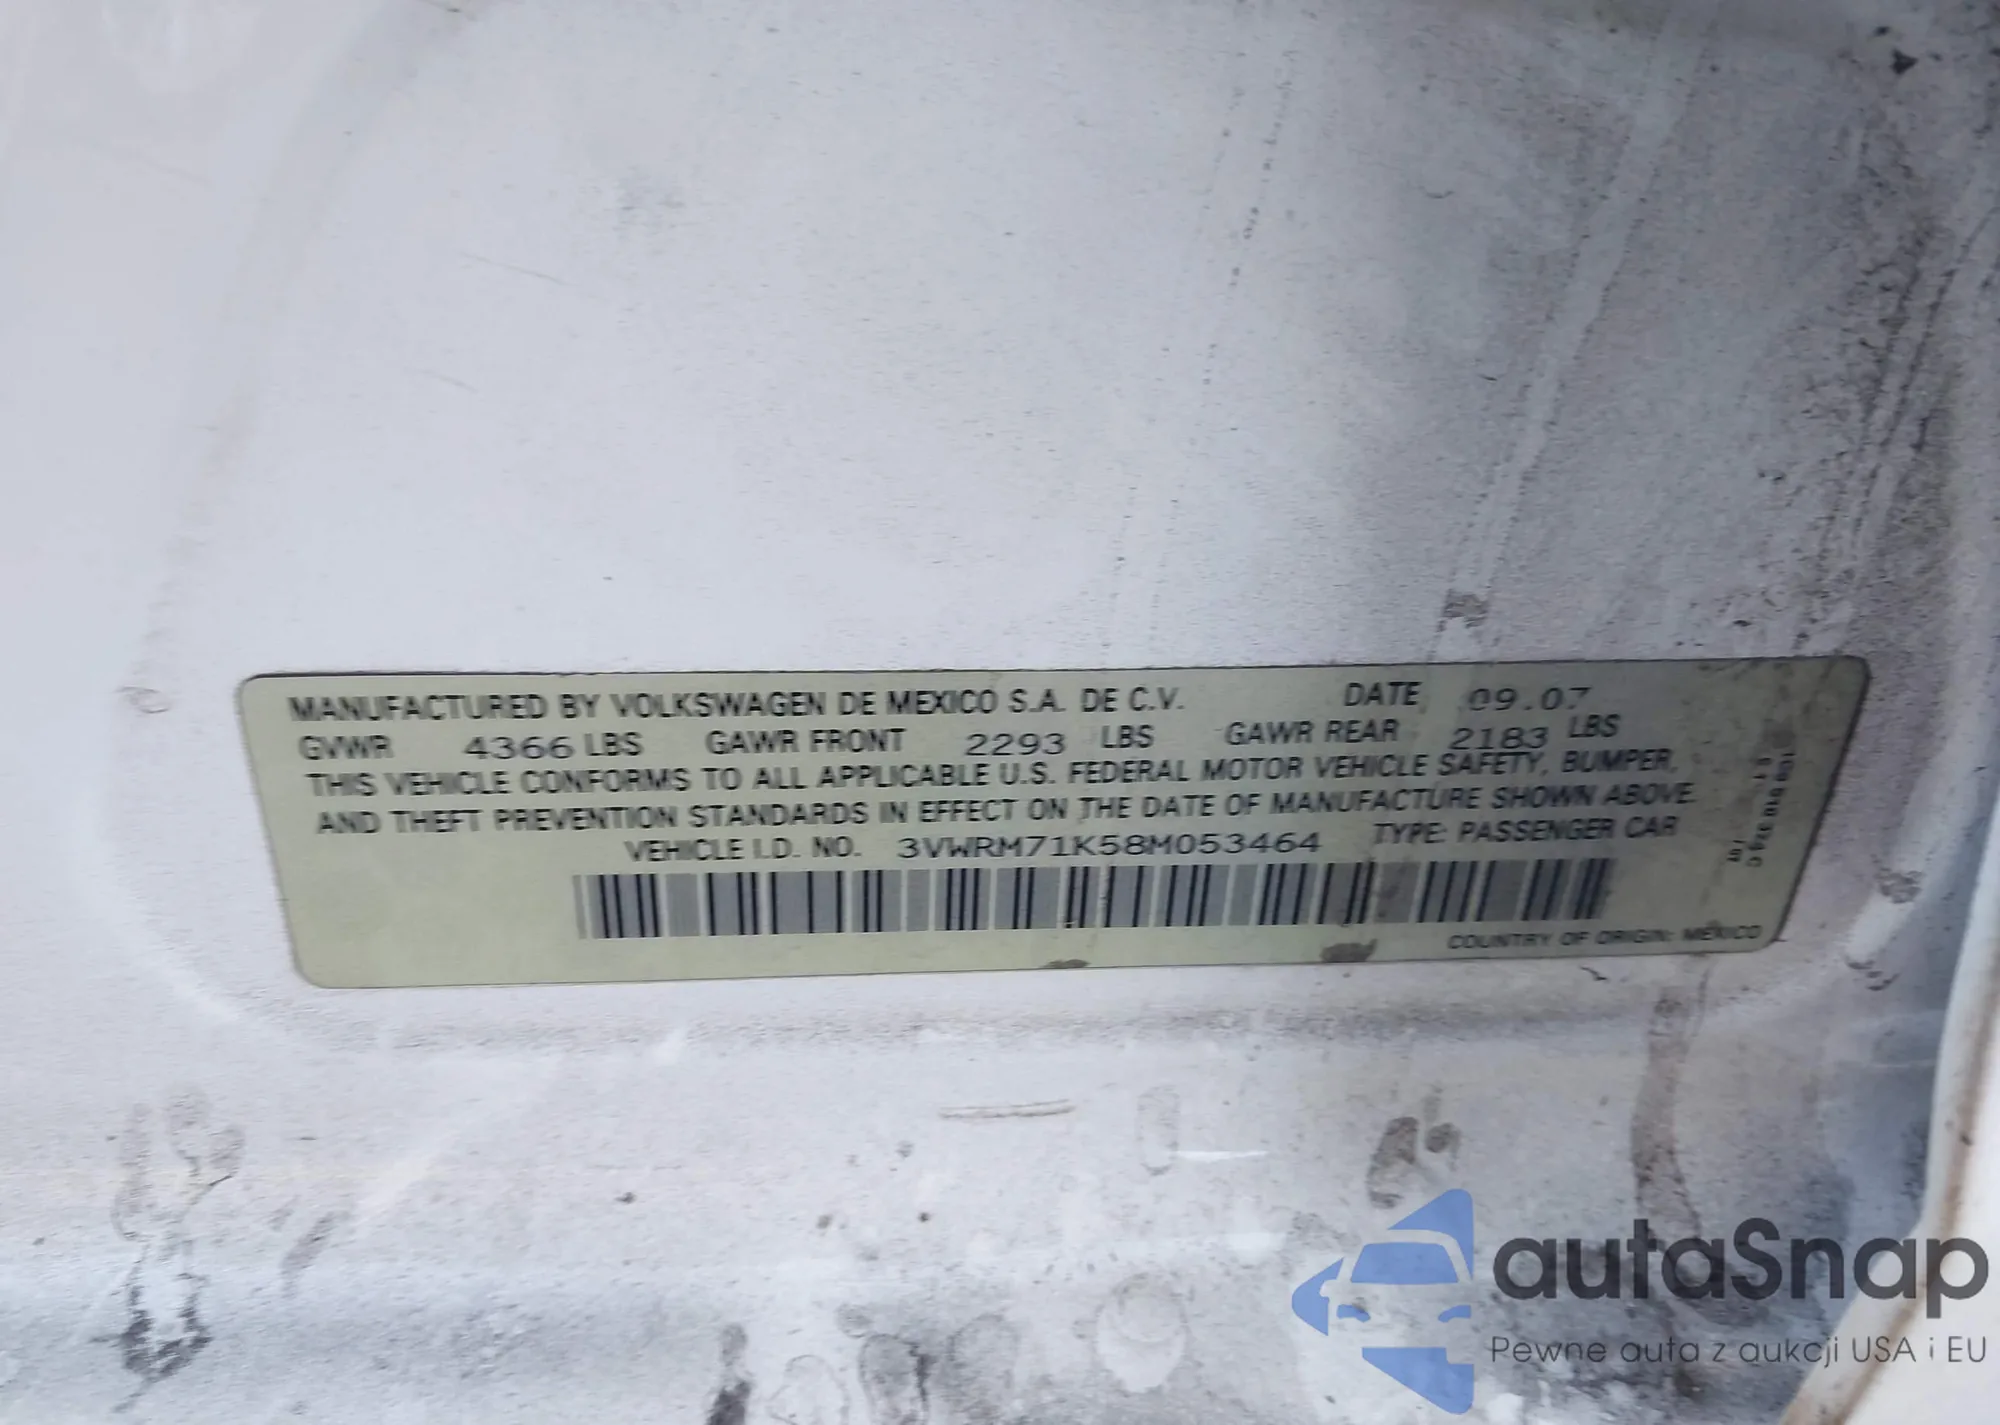 MANUFACTURED BY VOLKSWAGEN DE MEXICO S.A. DE C.V. DATE 09.07
GVWR 4366 LBS GAWR FRONT 2293 LBS GAWR REAR 2183 LBS
THIS VEHICLE CONFORMS TO ALL APPLICABLE U.S. FEDERAL MOTOR VEHICLE SAFETY, BUMPER,
AND THEFT PREVENTION STANDARDS IN EFFECT ON THE DATE OF MANUFACTURE SHOWN ABOVE.
VEHICLE I.D. NO. 3VWRM71K58M053464 TYPE: PASSENGER CAR
COUNTRY OF ORIGIN: MEXICO
autaSnap
Pewne auta z aukcji USA i EU